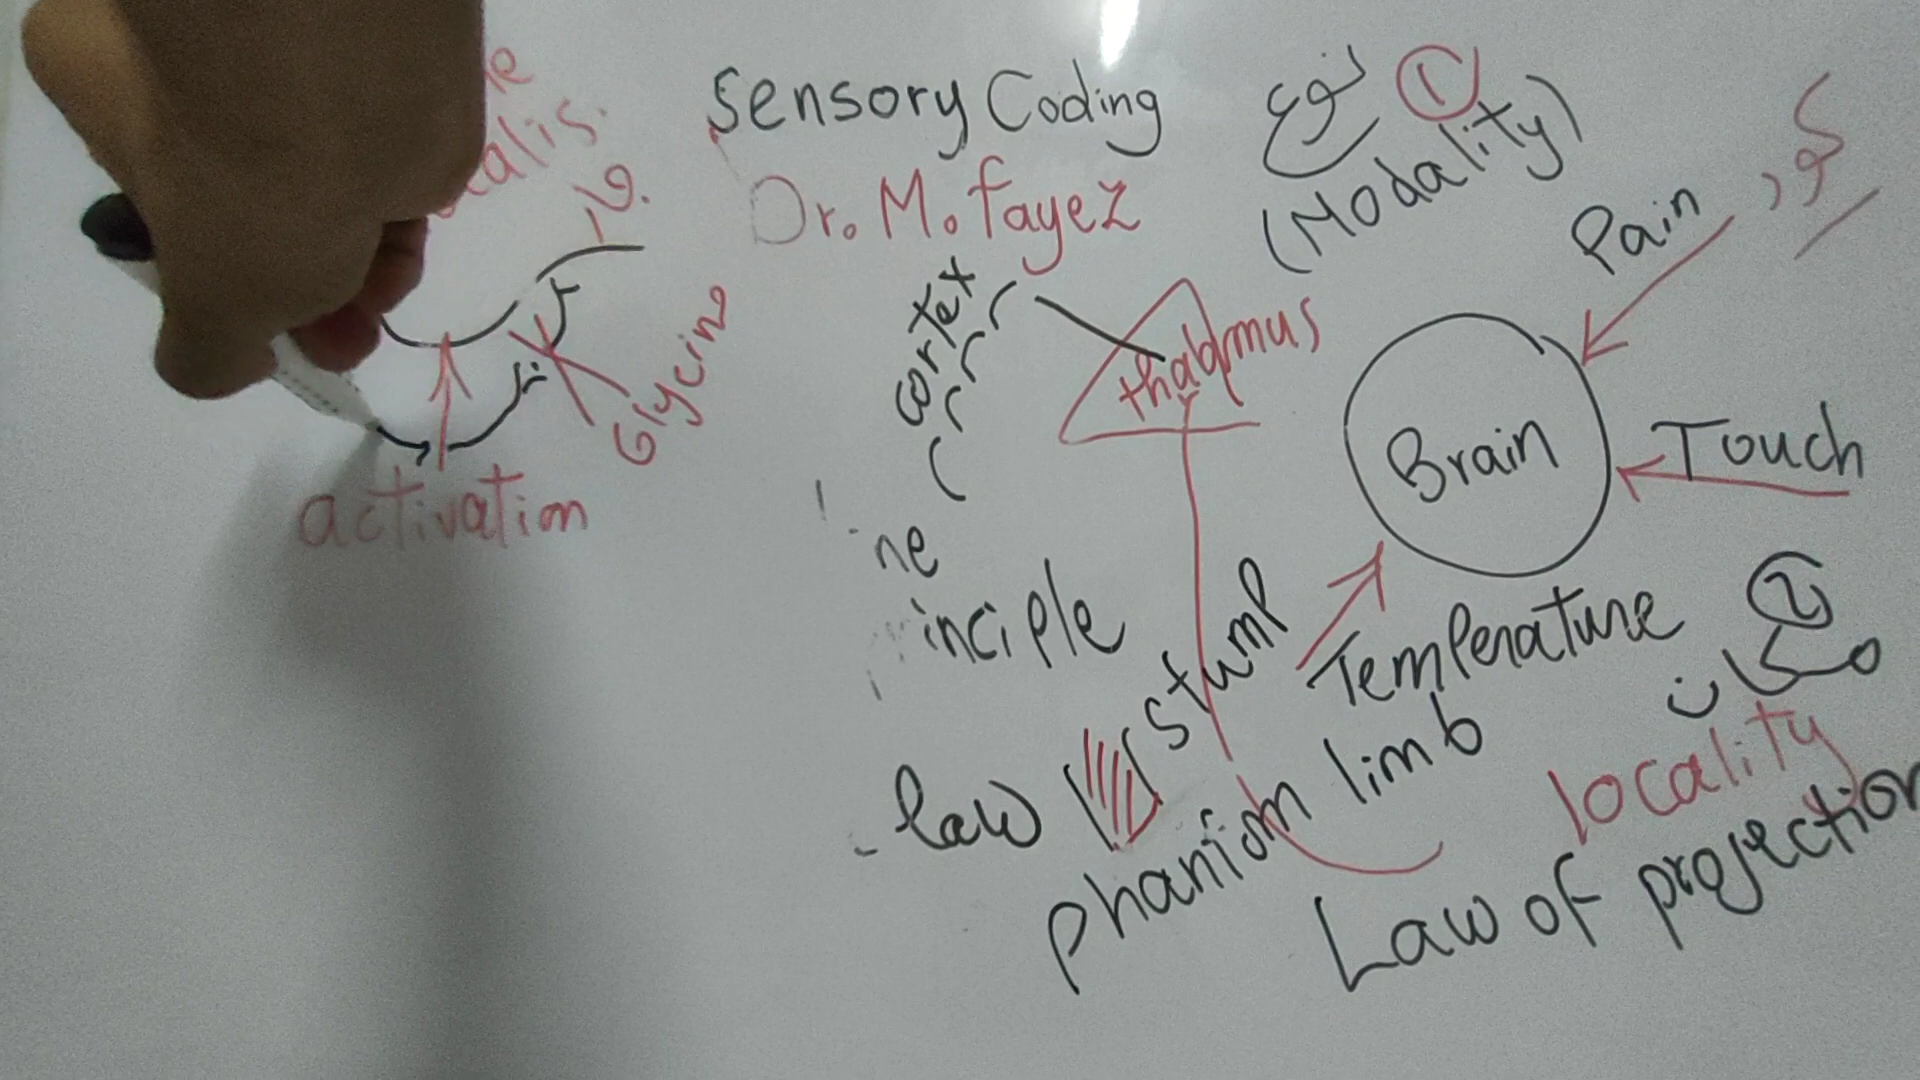 Sensory Coding
Dr. M. Fayez
نوع ①
(Modality)
Pain
Touch
Temperature
Brain
thalamus
cortex
Glycine
activation
inciple
law
stump
phantom limb
②
مكان
locality
Law of projection